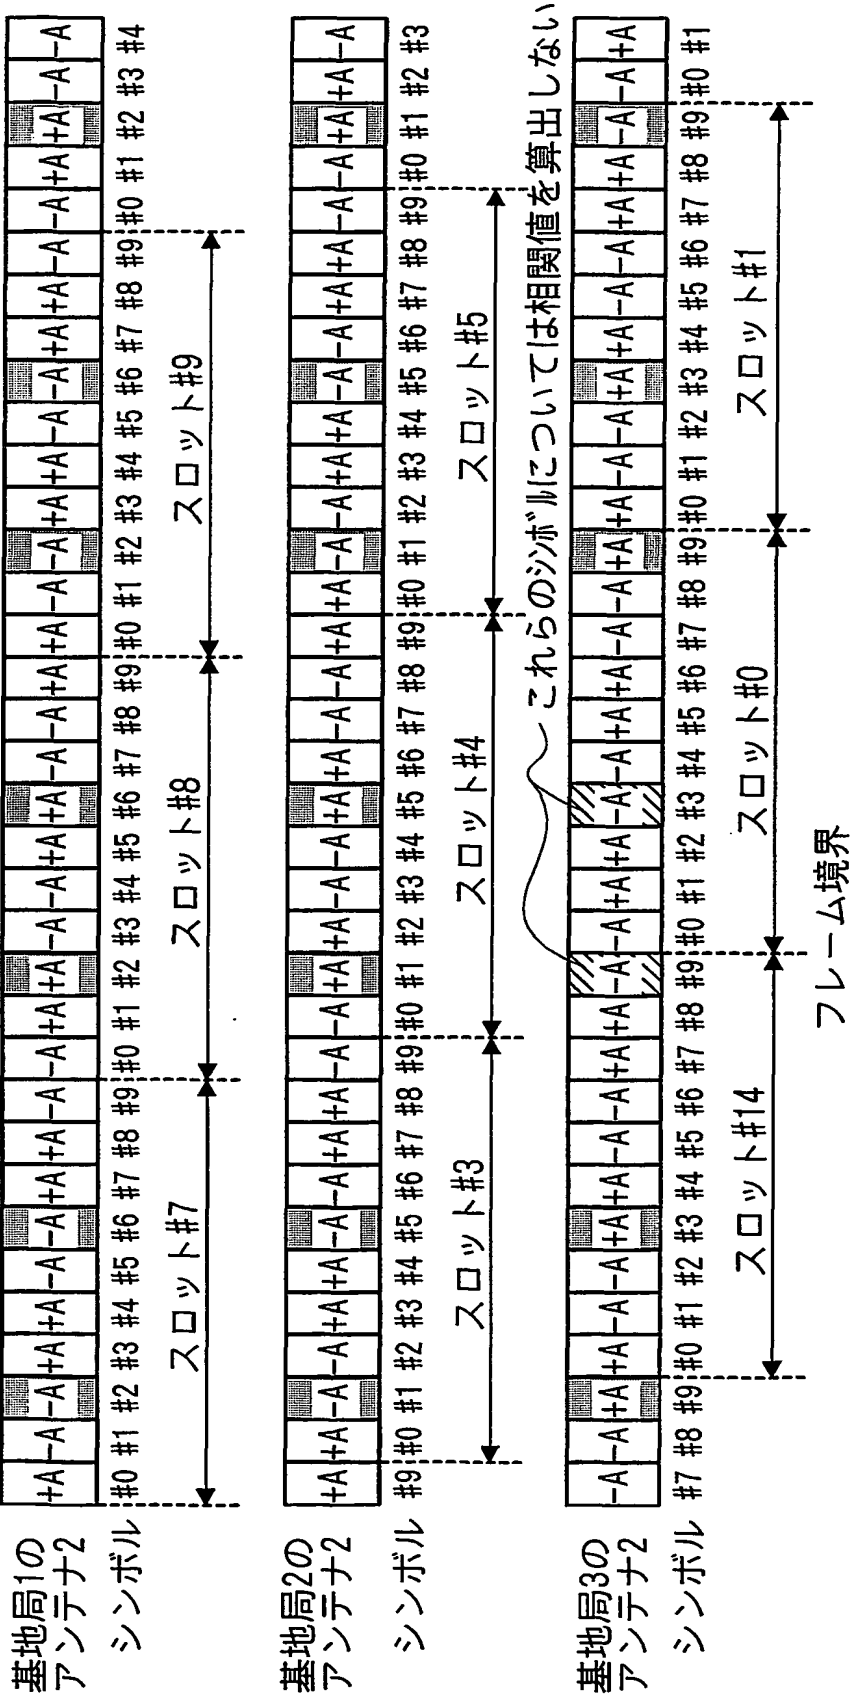 基地局1の
アンテナ2
+A -A -A +A +A -A -A +A +A -A -A +A +A -A -A +A +A -A -A +A +A -A -A +A +A -A -A +A +A -A -A +A +A -A -A
シンボル #0 #1 #2 #3 #4 #5 #6 #7 #8 #9 #0 #1 #2 #3 #4 #5 #6 #7 #8 #9 #0 #1 #2 #3 #4 #5 #6 #7 #8 #9 #0 #1 #2 #3 #4
スロット#7 スロット#8 スロット#9
基地局2の
アンテナ2
+A +A -A -A +A +A -A -A +A +A -A -A +A +A -A -A +A +A -A -A +A +A -A -A +A +A -A -A +A +A -A -A +A +A -A
シンボル #9 #0 #1 #2 #3 #4 #5 #6 #7 #8 #9 #0 #1 #2 #3 #4 #5 #6 #7 #8 #9 #0 #1 #2 #3 #4 #5 #6 #7 #8 #9 #0 #1 #2 #3
スロット#3 スロット#4 スロット#5
これらのシンボルについては相関値を算出しない
基地局3の
アンテナ2
-A -A +A +A -A -A +A +A -A -A +A +A -A -A +A +A -A -A +A +A -A -A +A +A -A -A +A +A -A -A +A +A -A -A +A
シンボル #7 #8 #9 #0 #1 #2 #3 #4 #5 #6 #7 #8 #9 #0 #1 #2 #3 #4 #5 #6 #7 #8 #9 #0 #1 #2 #3 #4 #5 #6 #7 #8 #9 #0 #1
スロット#14 スロット#0 スロット#1
フレーム境界